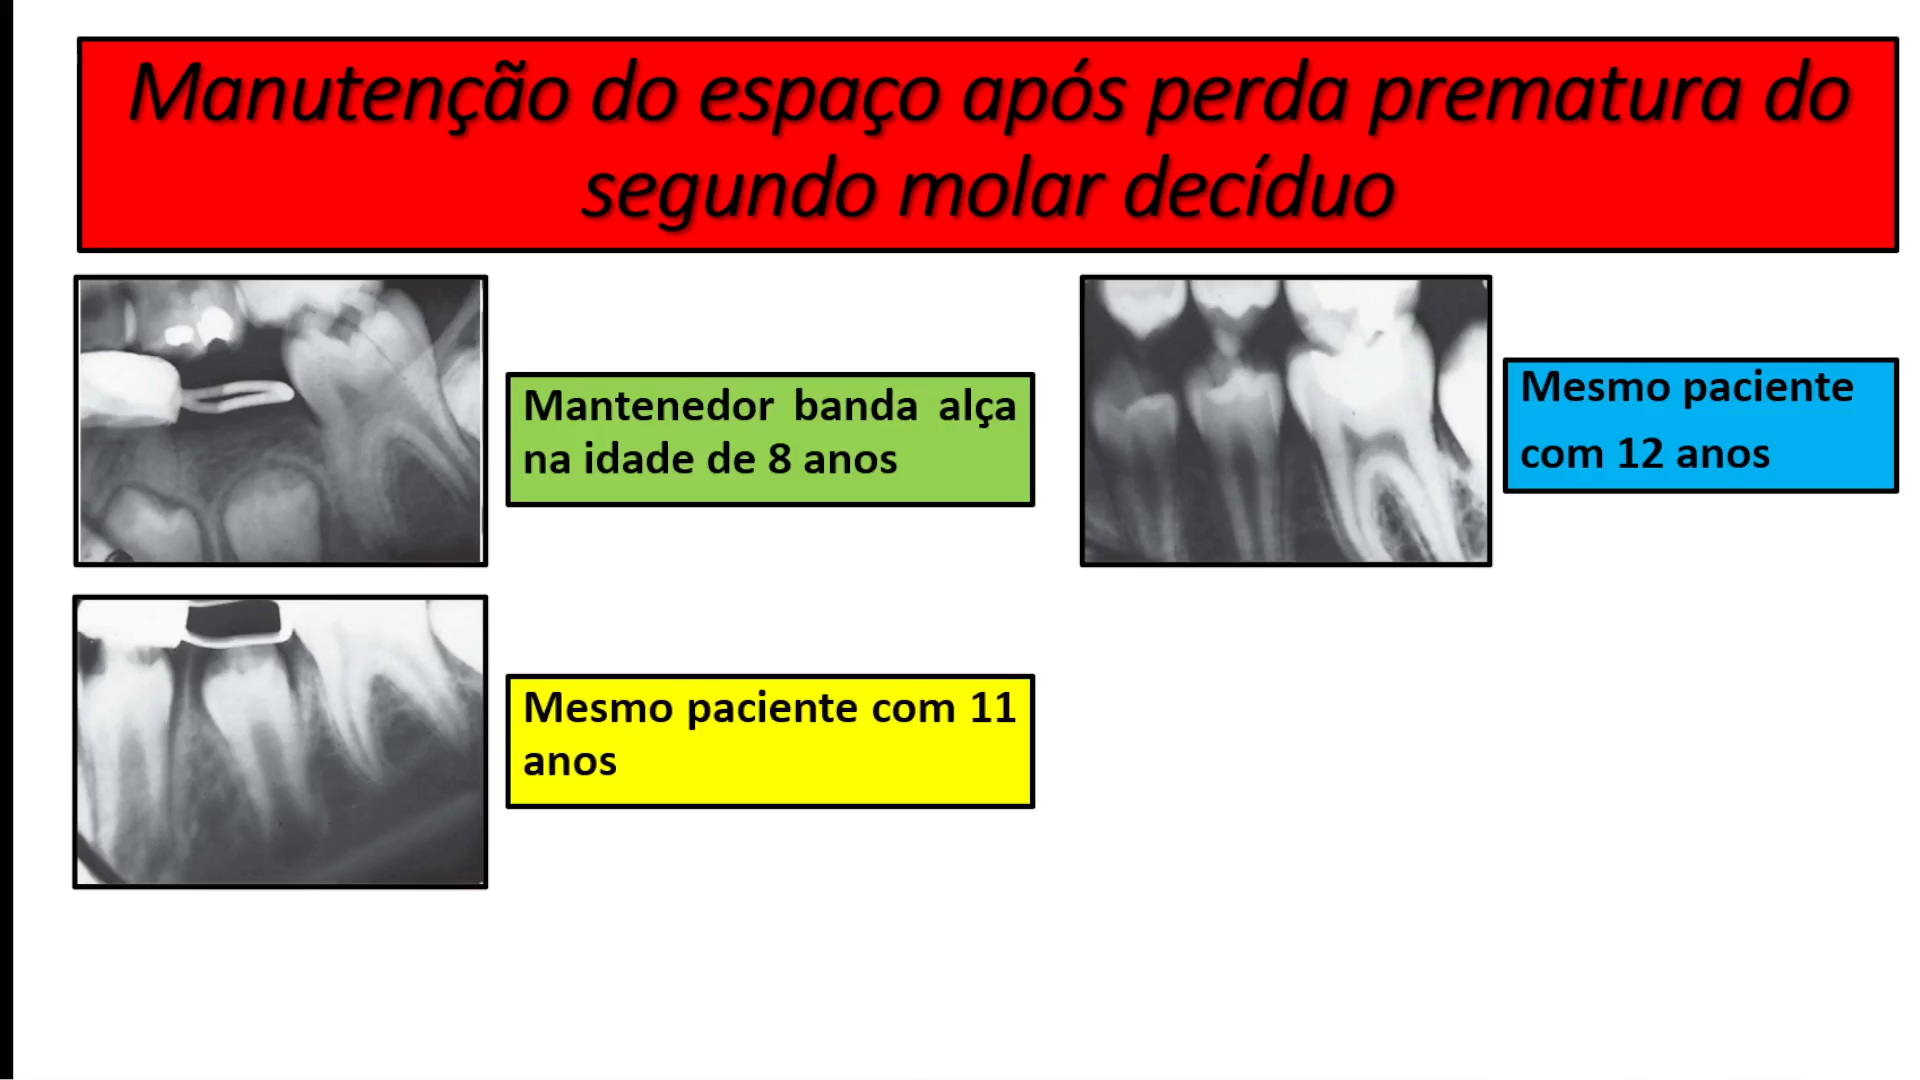 Manutenção do espaço após perda prematura do
segundo molar decíduo
Mantenedor banda alça
na idade de 8 anos
Mesmo paciente
com 12 anos
Mesmo paciente com 11
anos